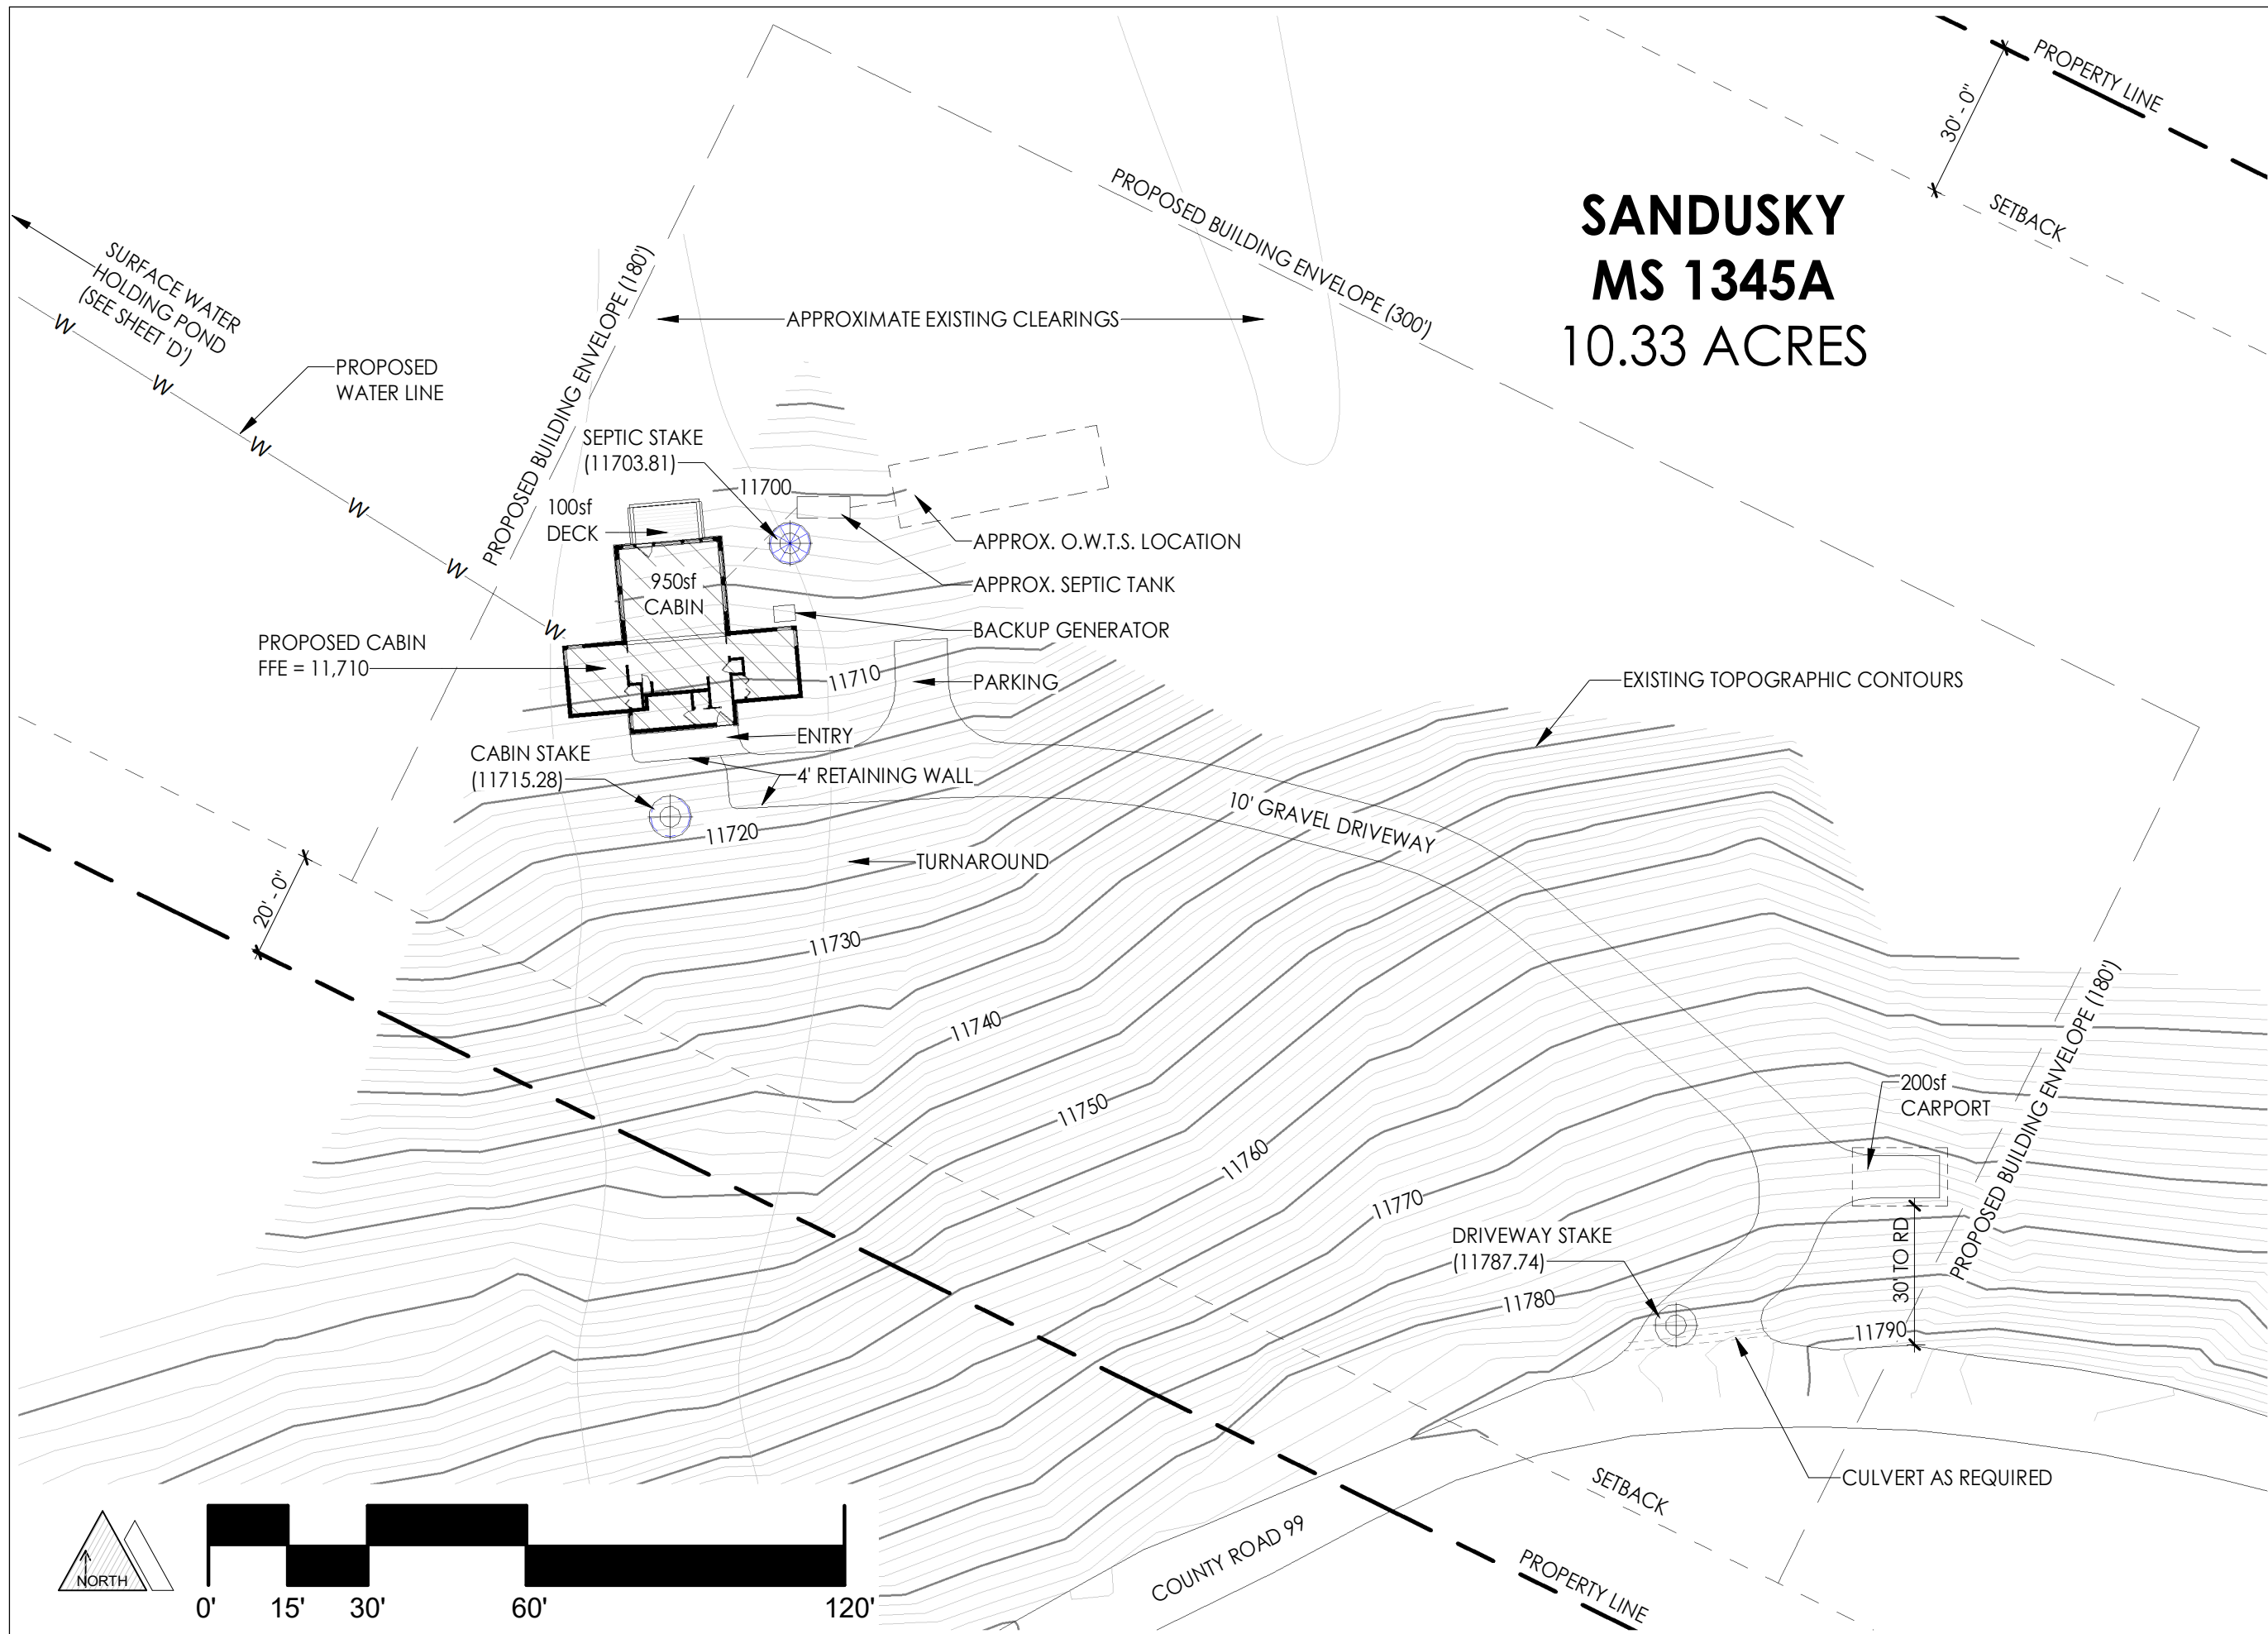 PROPERTY LINE
30' - 0"
SETBACK
SANDUSKY
MS 1345A
10.33 ACRES
PROPOSED BUILDING ENVELOPE (300')
PROPOSED BUILDING ENVELOPE (180')
SURFACE WATER
HOLDING POND
(SEE SHEET 'D')
APPROXIMATE EXISTING CLEARINGS
PROPOSED
WATER LINE
W
W
W
W
W
W
SEPTIC STAKE
(11703.81)
11700
100sf
DECK
APPROX. O.W.T.S. LOCATION
950sf
CABIN
APPROX. SEPTIC TANK
BACKUP GENERATOR
PROPOSED CABIN
FFE = 11,710
11710
PARKING
EXISTING TOPOGRAPHIC CONTOURS
ENTRY
CABIN STAKE
(11715.28)
4' RETAINING WALL
10' GRAVEL DRIVEWAY
11720
TURNAROUND
20' - 0"
11730
11740
11750
11760
11770
11780
11790
PROPOSED BUILDING ENVELOPE (180')
200sf
CARPORT
30' TO RD
DRIVEWAY STAKE
(11787.74)
CULVERT AS REQUIRED
SETBACK
COUNTY ROAD 99
PROPERTY LINE
NORTH
0' 15' 30' 60' 120'